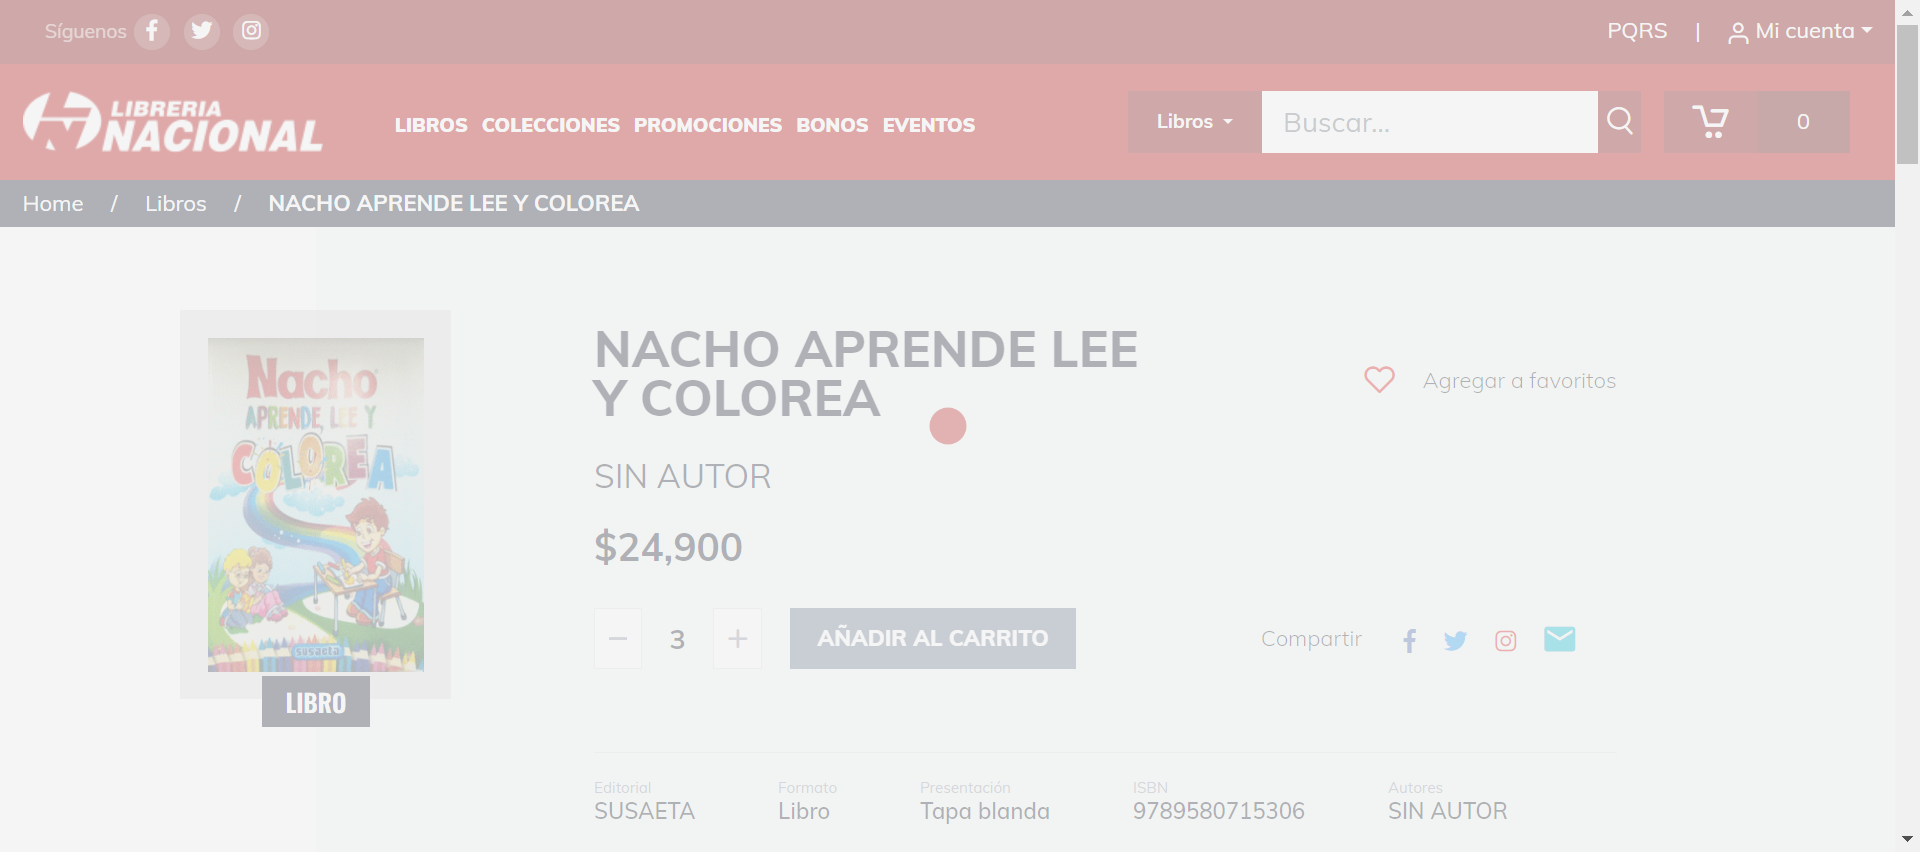 Síguenos
PQRS | Mi cuenta
LIBRERIA
NACIONAL
LIBROS COLECCIONES PROMOCIONES BONOS EVENTOS
Libros
Buscar...
0
Home / Libros / NACHO APRENDE LEE Y COLOREA
Nacho
APRENDE, LEE Y
COLOREA
susaeta
LIBRO
NACHO APRENDE LEE
Y COLOREA
Agregar a favoritos
SIN AUTOR
$24,900
− 3 +
AÑADIR AL CARRITO
Compartir
Editorial
SUSAETA
Formato
Libro
Presentación
Tapa blanda
ISBN
9789580715306
Autores
SIN AUTOR